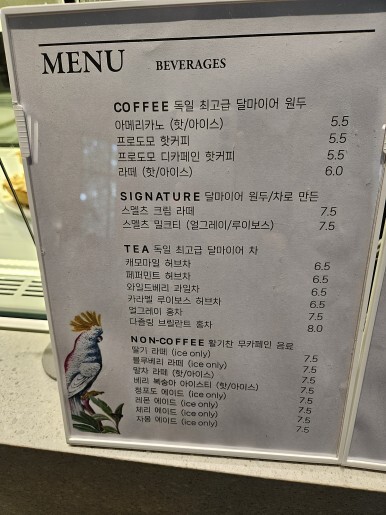 MENU BEVERAGES
COFFEE 독일 최고급 달마이어 원두
아메리카노 (핫/아이스) 5.5
프로도모 핫커피 5.5
프로도모 디카페인 핫커피 5.5
라떼 (핫/아이스) 6.0
SIGNATURE 달마이어 원두/차로 만든
스멜츠 크림 라떼 7.5
스멜츠 밀크티 (얼그레이/루이보스) 7.5
TEA 독일 최고급 달마이어 차
캐모마일 허브차 6.5
페퍼민트 허브차 6.5
와일드베리 과일차 6.5
카라멜 루이보스 허브차 6.5
얼그레이 홍차 7.5
다즐링 브릴란트 홍차 8.0
NON-COFFEE 활기찬 무카페인 음료
딸기 라떼 (ice only) 7.5
블루베리 라떼 (ice only) 7.5
말차 라떼 (핫/아이스) 7.5
베리 복숭아 아이스티 (핫/아이스) 7.5
청포도 에이드 (ice only) 7.5
레몬 에이드 (ice only) 7.5
체리 에이드 (ice only) 7.5
자몽 에이드 (ice only) 7.5